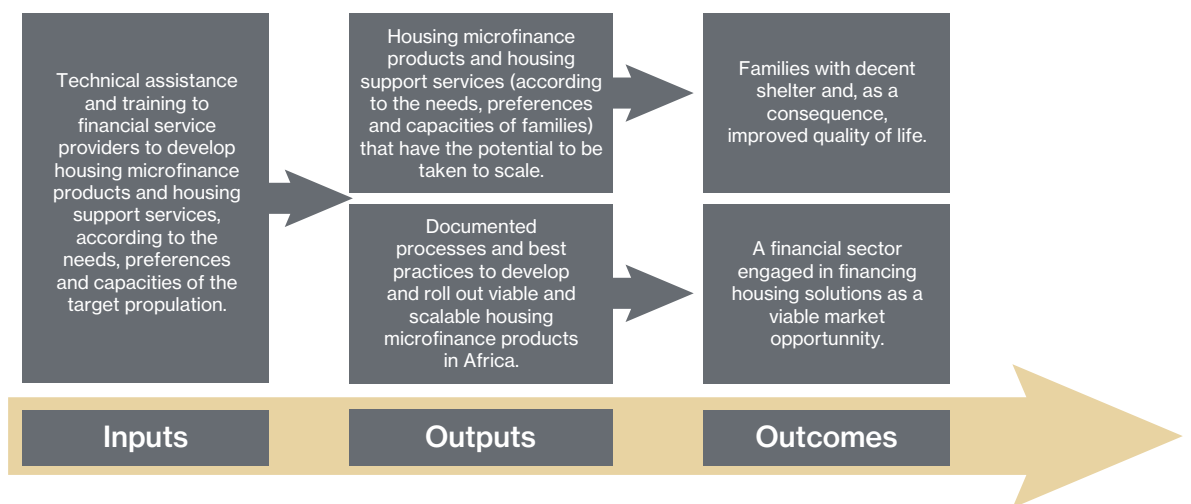 Technical assistance
and training to
financial service
providers to develop
housing microfinance
products and housing
support services,
according to the
needs, preferences
and capacities of the
target propulation.
Housing microfinance
products and housing
support services (according
to the needs, preferences
and capacities of families)
that have the potential to be
taken to scale.
Documented
processes and best
practices to develop
and roll out viable and
scalable housing
microfinance products
in Africa.
Families with decent
shelter and, as a
consequence,
improved quality of life.
A financial sector
engaged in financing
housing solutions as a
viable market
opportunnity.
Inputs
Outputs
Outcomes